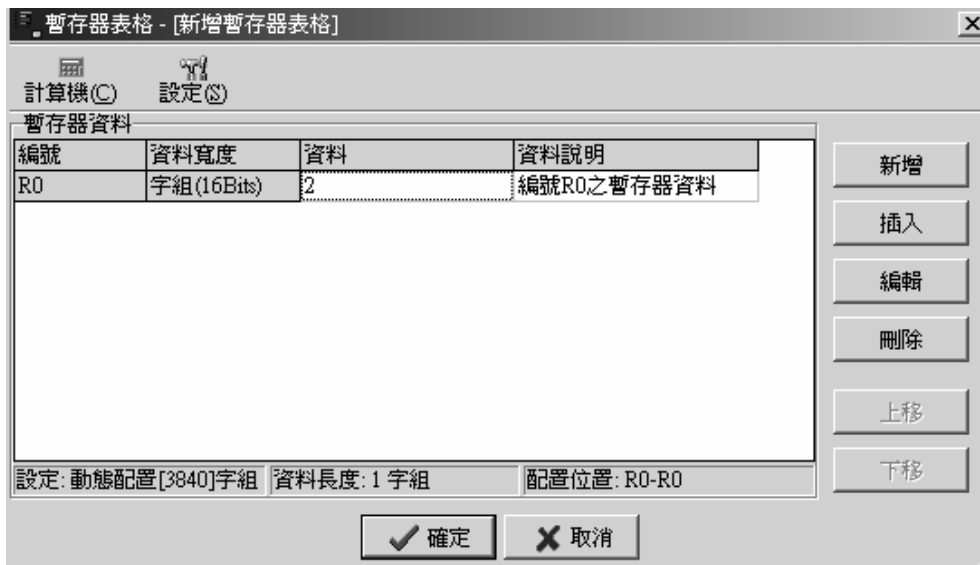 暫存器表格 - [新增暫存器表格]
計算機(C) 設定(S)
暫存器資料
編號 資料寬度 資料 資料說明
R0 字組(16Bits) 2 編號R0之暫存器資料
新增
插入
編輯
刪除
上移
下移
設定: 動態配置[3840]字組 資料長度: 1 字組 配置位置: R0-R0
確定 取消